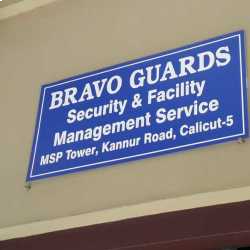 BRAVO GUARDS
Security & Facility
Management Service
MSP Tower, Kannur Road, Calicut-5